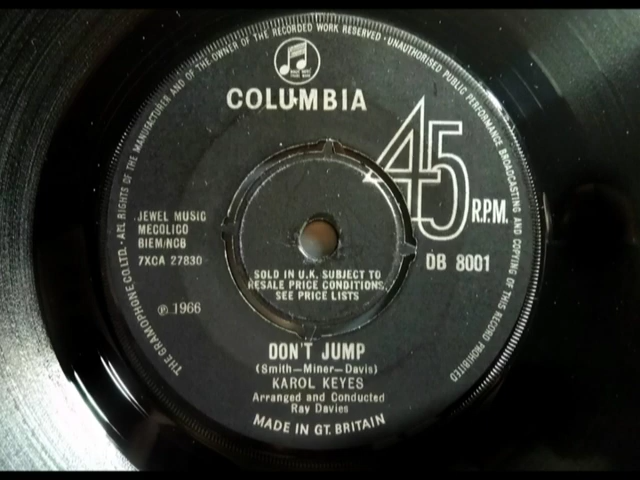 THE GRAMOPHONE CO. LTD. · ALL RIGHTS OF THE MANUFACTURER AND OF THE OWNER OF THE RECORDED WORK RESERVED · UNAUTHORISED PUBLIC PERFORMANCE BROADCASTING AND COPYING OF THIS RECORD PROHIBITED
COLUMBIA
45
R.P.M.
JEWEL MUSIC
MECOLICO
BIEM/NCB
7XCA 27830
DB 8001
SOLD IN U.K. SUBJECT TO
RESALE PRICE CONDITIONS,
SEE PRICE LISTS
℗ 1966
DON'T JUMP
(Smith—Miner—Davis)
KAROL KEYES
Arranged and Conducted
Ray Davies
MADE IN GT. BRITAIN